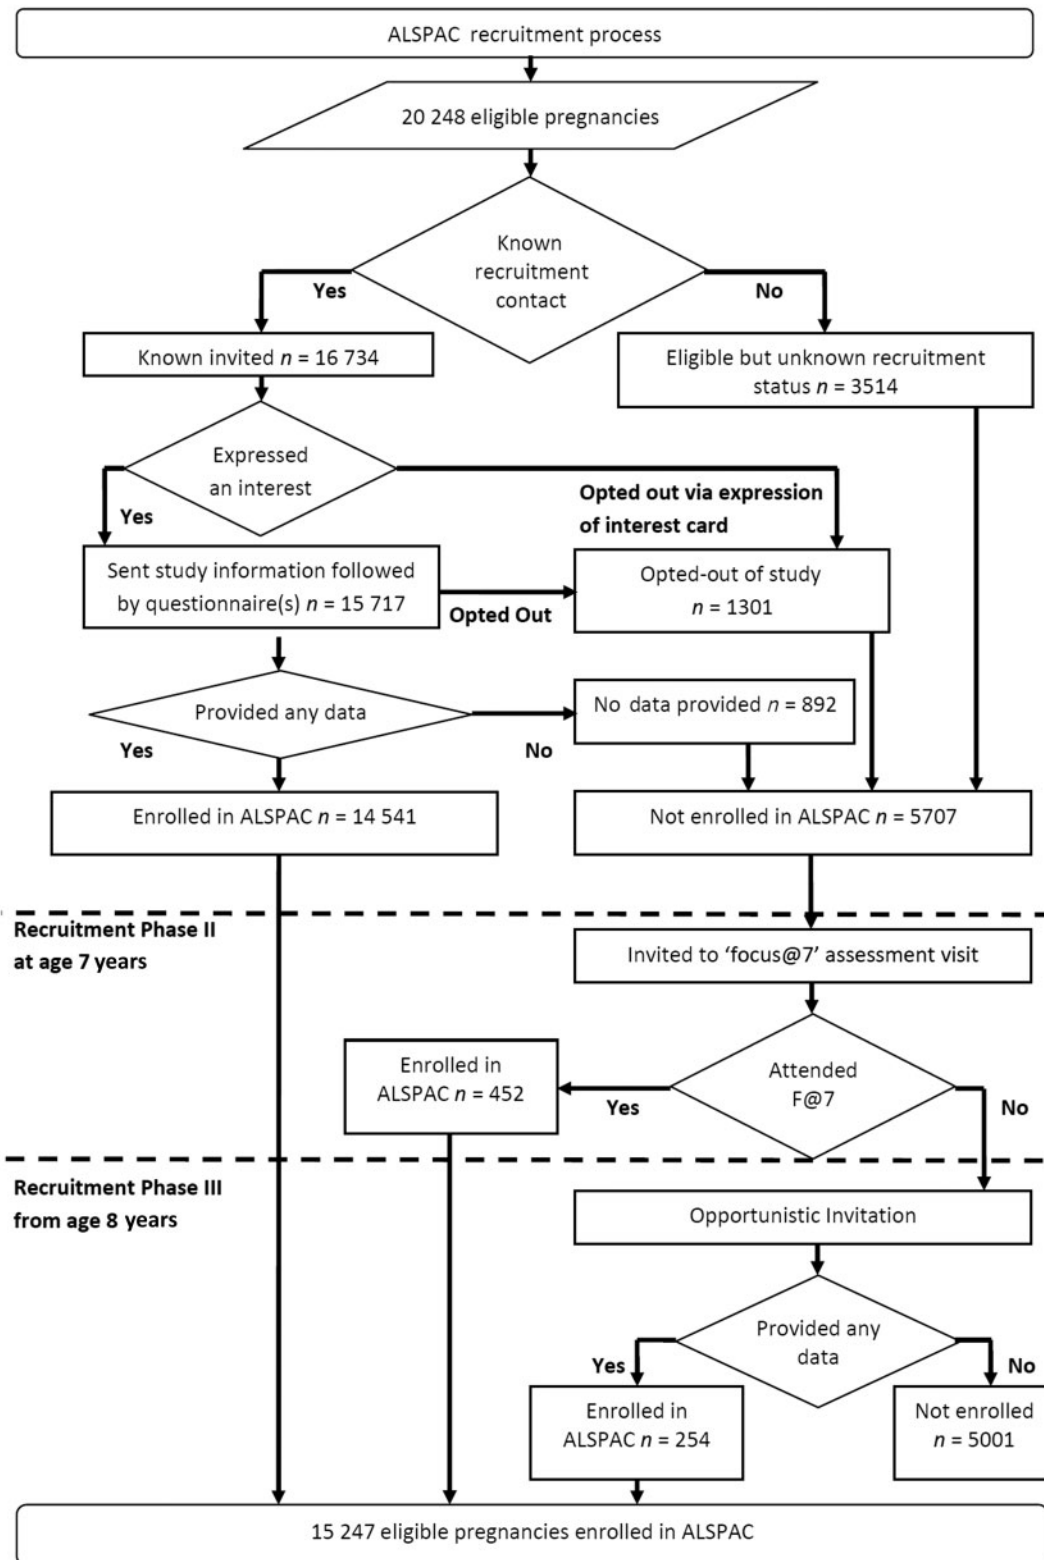 ALSPAC recruitment process
20 248 eligible pregnancies
Known
recruitment
contact
Yes
No
Known invited n = 16 734
Eligible but unknown recruitment
status n = 3514
Expressed
an interest
Yes
Opted out via expression
of interest card
Sent study information followed
by questionnaire(s) n = 15 717
Opted Out
Opted-out of study
n = 1301
Provided any data
Yes
No
No data provided n = 892
Enrolled in ALSPAC n = 14 541
Not enrolled in ALSPAC n = 5707
Recruitment Phase II
at age 7 years
Invited to ‘focus@7’ assessment visit
Attended
F@7
Yes
No
Enrolled in
ALSPAC n = 452
Recruitment Phase III
from age 8 years
Opportunistic Invitation
Provided any
data
Yes
No
Enrolled in
ALSPAC n = 254
Not enrolled
n = 5001
15 247 eligible pregnancies enrolled in ALSPAC